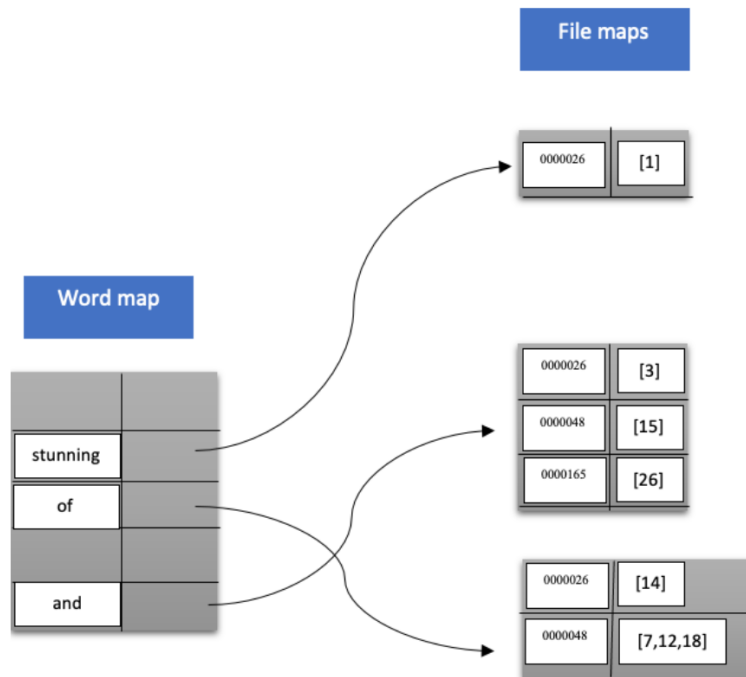 File maps
0000026 [1]
Word map
stunning
of
and
0000026 [3]
0000048 [15]
0000165 [26]
0000026 [14]
0000048 [7,12,18]